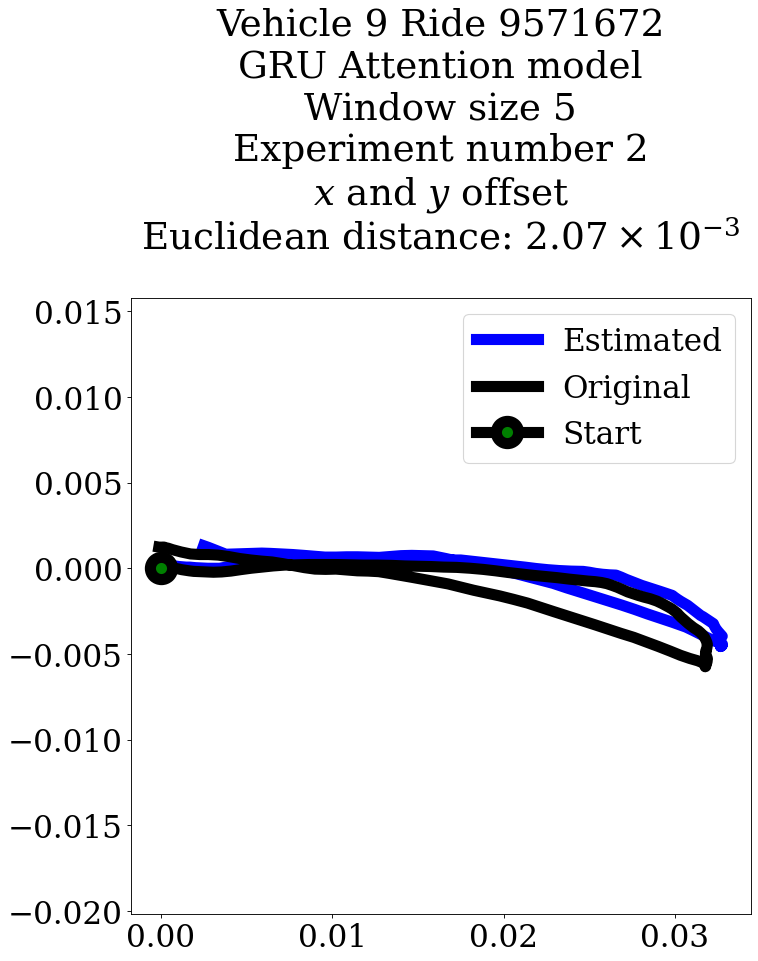 Vehicle 9 Ride 9571672
GRU Attention model
Window size 5
Experiment number 2
x and y offset
Euclidean distance: 2.07 × 10⁻³
Estimated
Original
Start
0.015
0.010
0.005
0.000
−0.005
−0.010
−0.015
−0.020
0.00 0.01 0.02 0.03